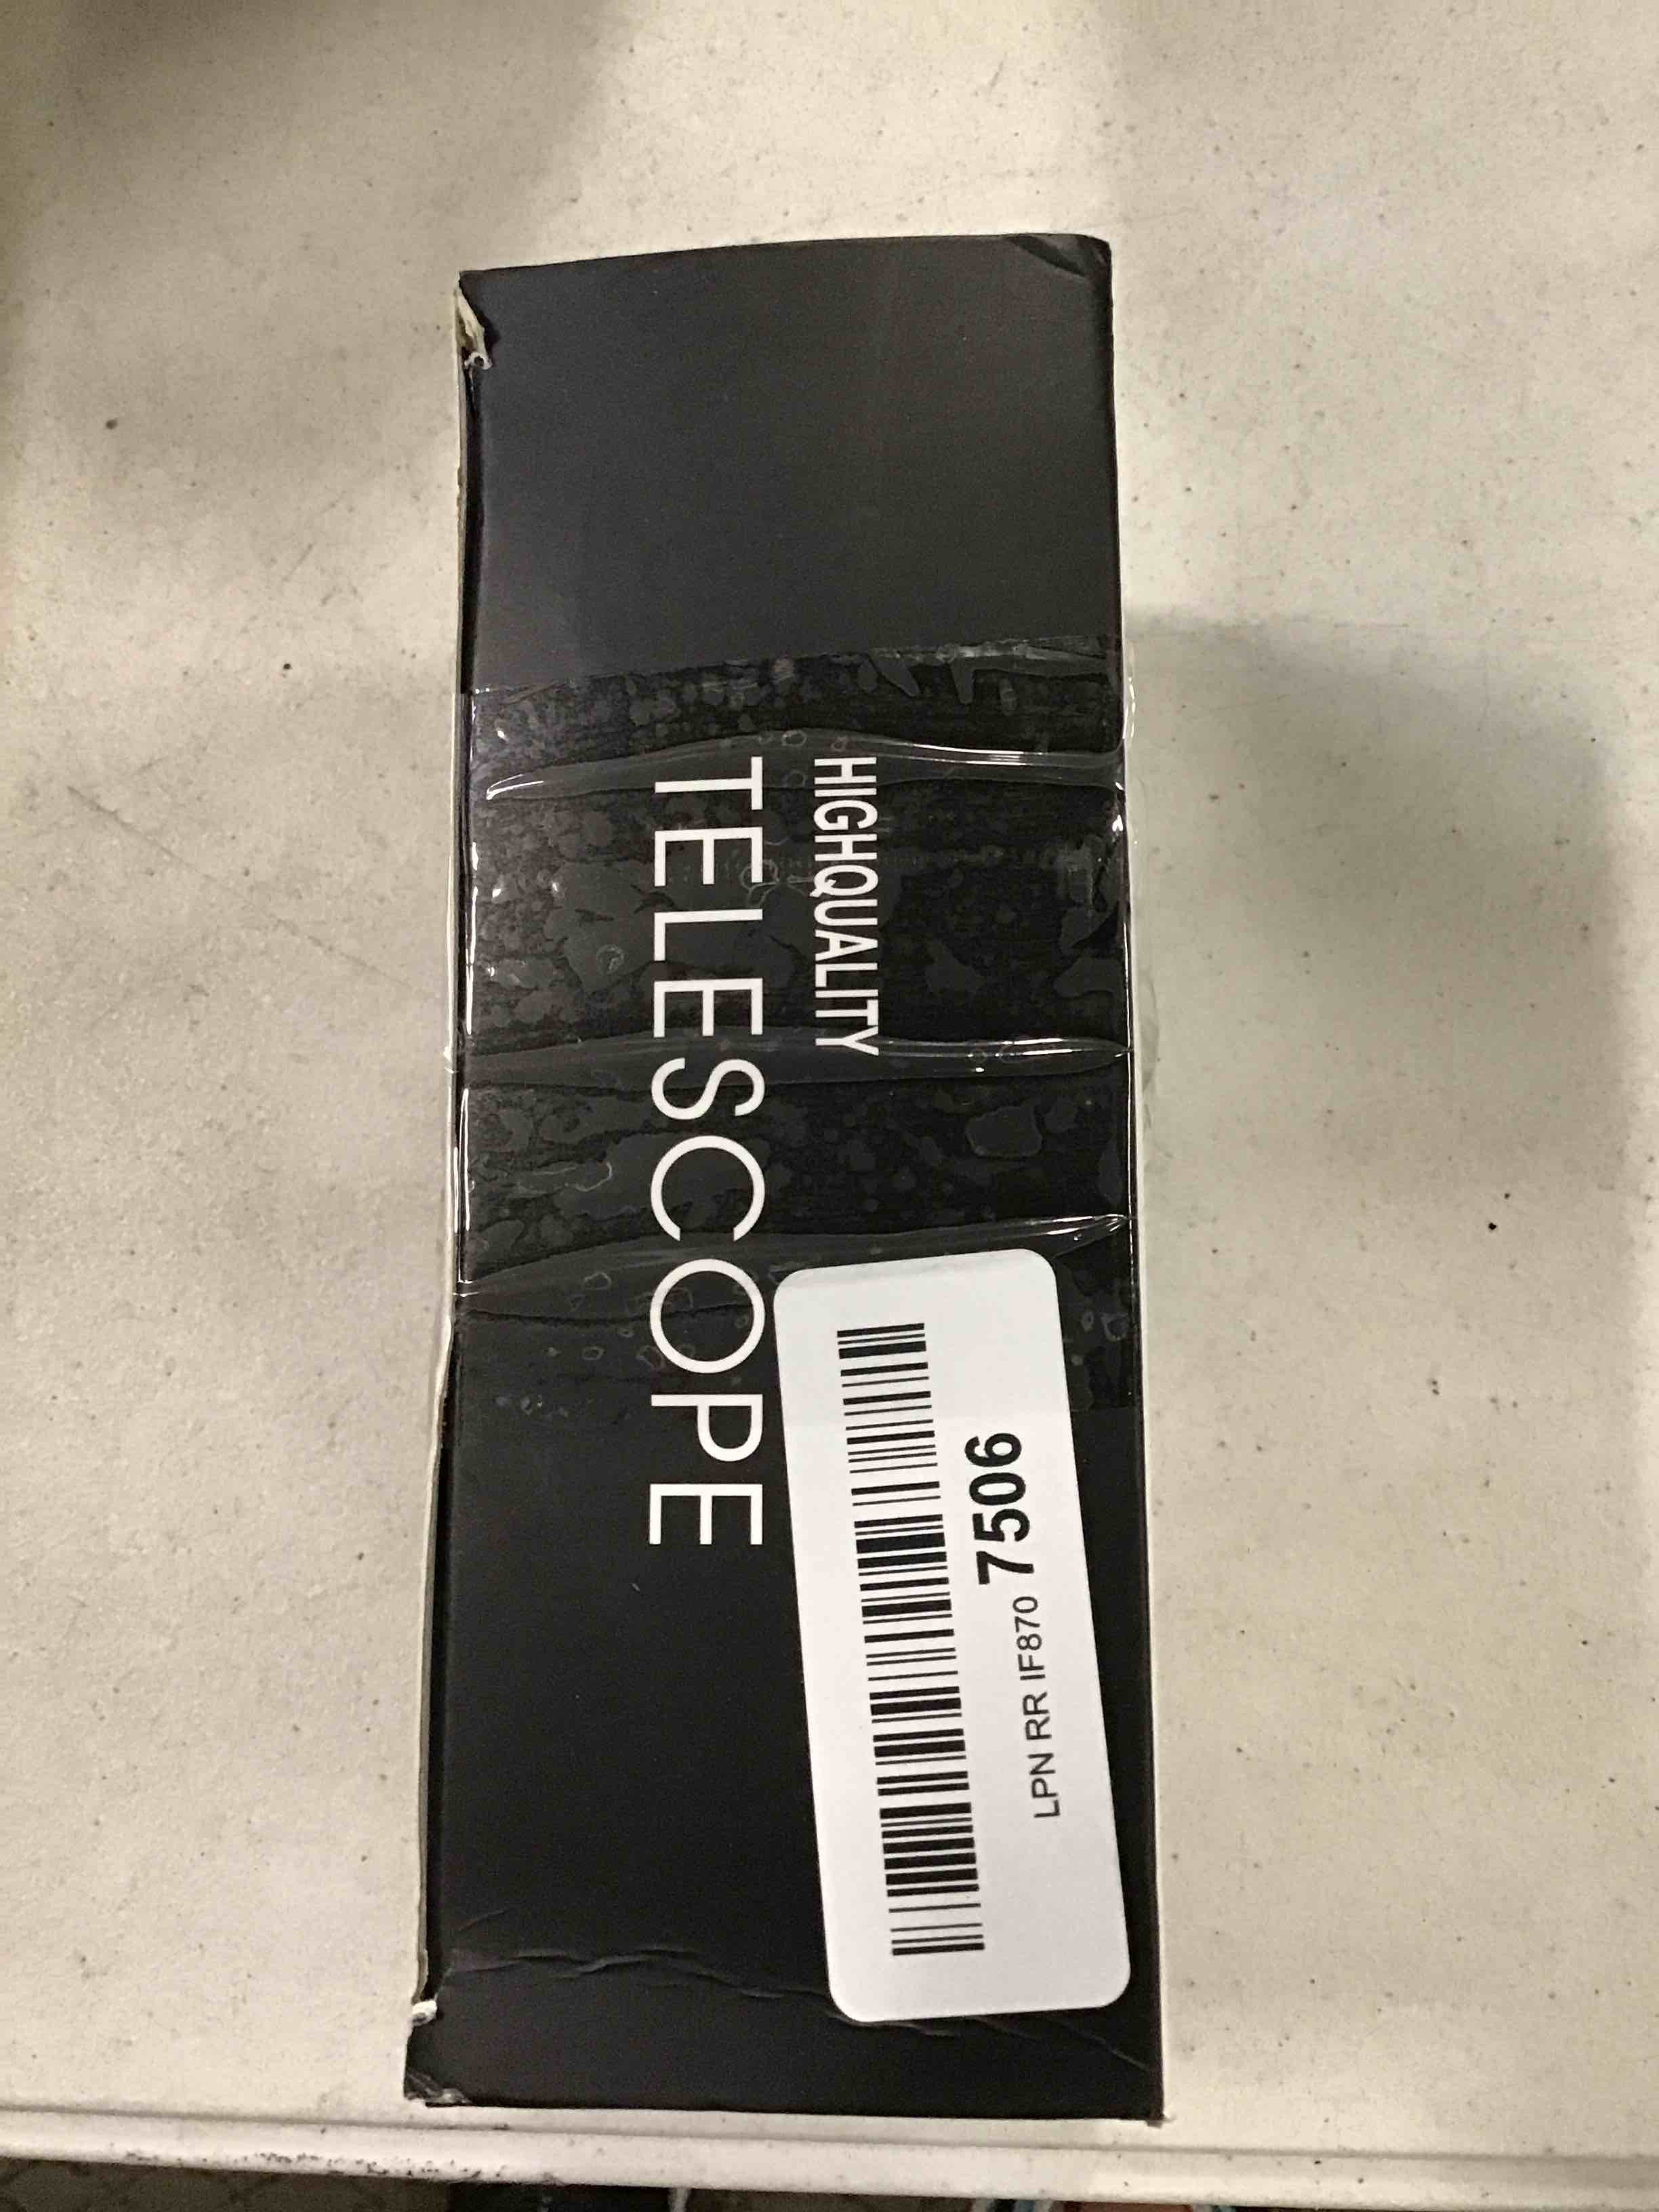 HIGHQUALITY
TELESCOPE
LPN RR IF870 7506